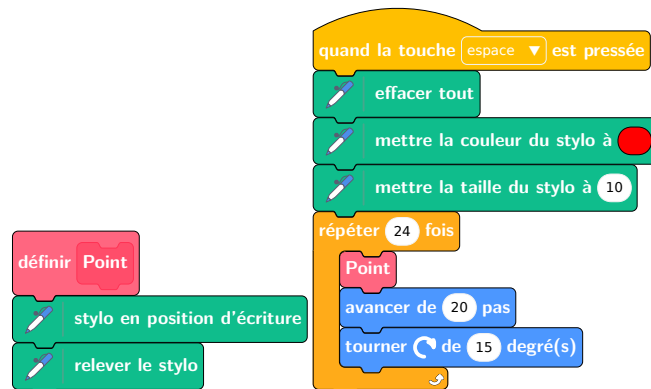 définir Point
stylo en position d'écriture
relever le stylo
quand la touche espace ▼ est pressée
effacer tout
mettre la couleur du stylo à
mettre la taille du stylo à 10
répéter 24 fois
Point
avancer de 20 pas
tourner de 15 degré(s)